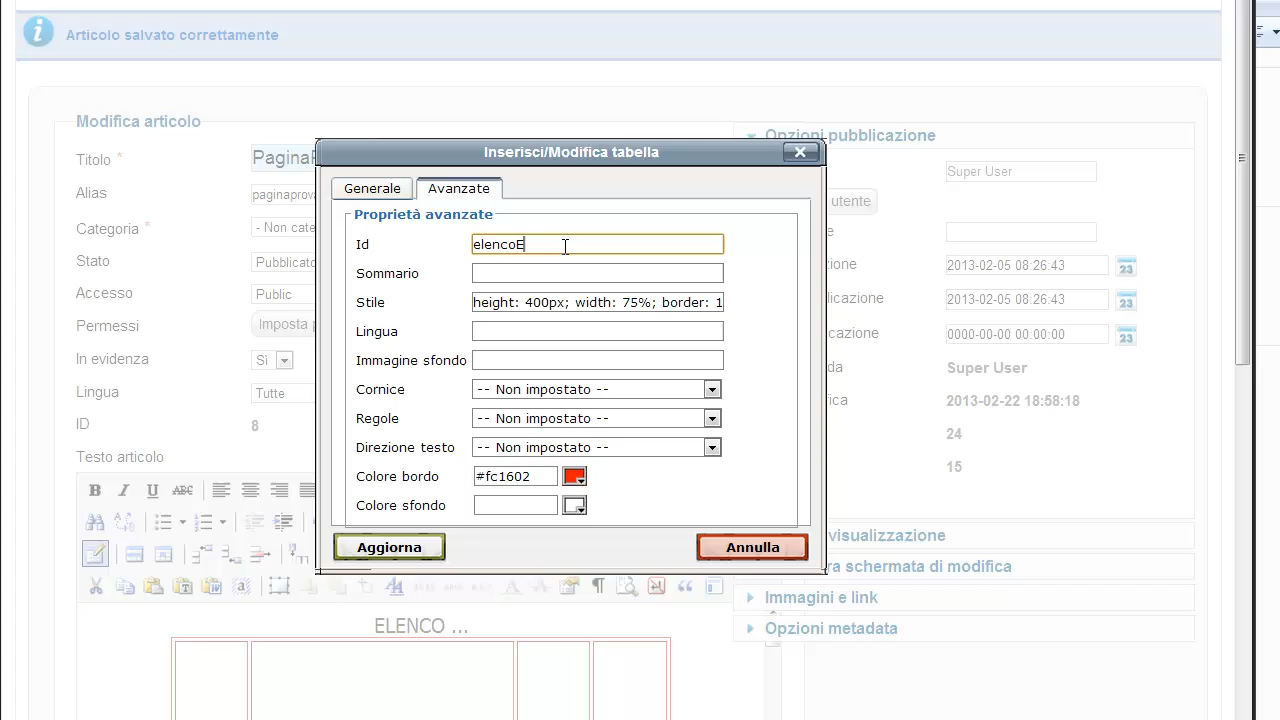 Articolo salvato correttamente
Modifica articolo
Titolo *
Alias
paginaprova
Categoria *
Stato
Pubblicato
Accesso
Public
Permessi
Imposta
In evidenza
Sì
Lingua
Tutte
ID
8
Testo articolo
B I U ABC
ELENCO ...
Inserisci/Modifica tabella
Generale
Avanzate
Proprietà avanzate
Id
elencoE
Sommario
Stile
height: 400px; width: 75%; border: 1
Lingua
Immagine sfondo
Cornice
-- Non impostato --
Regole
-- Non impostato --
Direzione testo
-- Non impostato --
Colore bordo
#fc1602
Colore sfondo
Aggiorna
Annulla
Opzioni pubblicazione
Super User
utente
2013-02-05 08:26:43
23
2013-02-05 08:26:43
23
0000-00-00 00:00:00
23
Super User
2013-02-22 18:58:18
24
15
visualizzazione
schermata di modifica
Immagini e link
Opzioni metadata